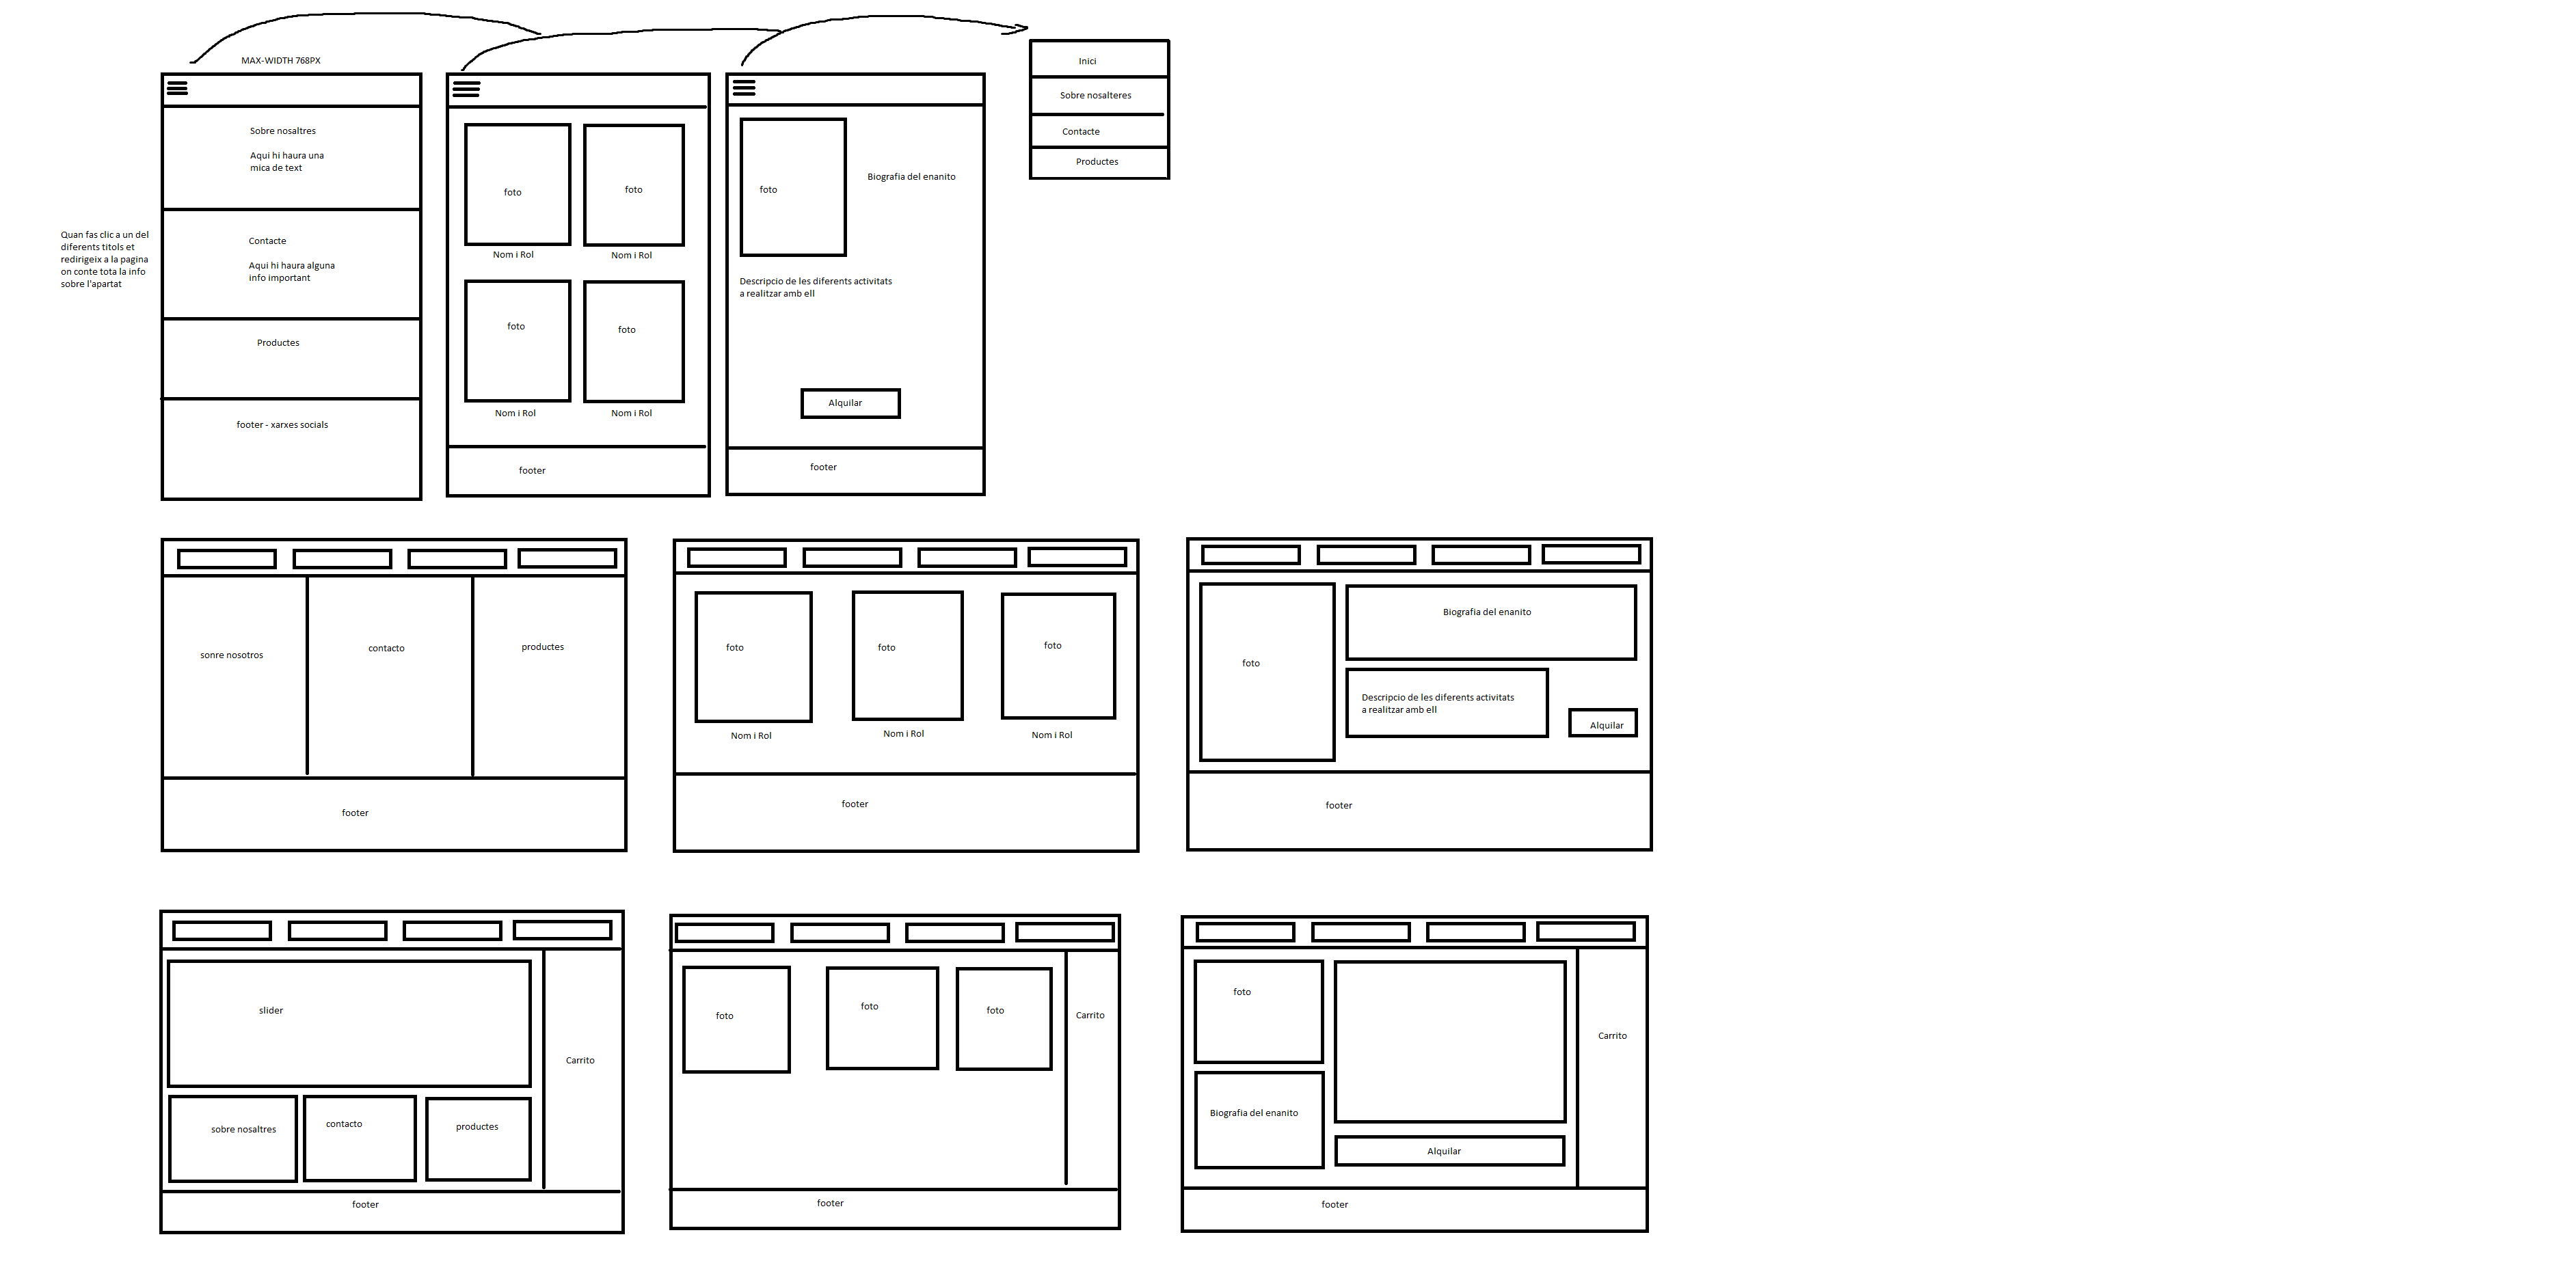 MAX-WIDTH 768PX
Quan fas clic a un del
diferents titols et
redirigeix a la pagina
on conte tota la info
sobre l'apartat
Sobre nosaltres
Aqui hi haura una
mica de text
Contacte
Aqui hi haura alguna
info important
Productes
footer - xarxes socials
foto
foto
Nom i Rol
Nom i Rol
foto
foto
Nom i Rol
Nom i Rol
footer
foto
Biografia del enanito
Descripcio de les diferents activitats
a realitzar amb ell
Alquilar
footer
Inici
Sobre nosalteres
Contacte
Productes
sonre nosotros
contacto
productes
footer
foto
foto
foto
Nom i Rol
Nom i Rol
Nom i Rol
footer
foto
Biografia del enanito
Descripcio de les diferents activitats
a realitzar amb ell
Alquilar
footer
slider
Carrito
sobre nosaltres
contacto
productes
footer
foto
foto
foto
Carrito
footer
foto
Carrito
Biografia del enanito
Alquilar
footer